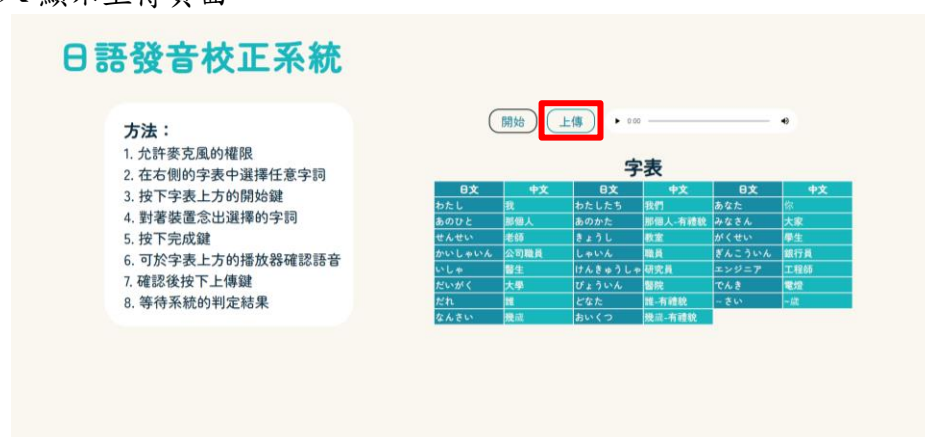 日語發音校正系統
方法：
1. 允許麥克風的權限
2. 在右側的字表中選擇任意字詞
3. 按下字表上方的開始鍵
4. 對著裝置念出選擇的字詞
5. 按下完成鍵
6. 可於字表上方的播放器確認語音
7. 確認後按下上傳鍵
8. 等待系統的判定結果
開始 上傳 0:00
字表
日文 中文 日文 中文 日文 中文
わたし 我 わたしたち 我們 あなた 你
あのひと 那個人 あのかた 那個人-有禮貌 みなさん 大家
せんせい 老師 きょうし 教室 がくせい 學生
かいしゃいん 公司職員 しゃいん 職員 ぎんこういん 銀行員
いしゃ 醫生 けんきゅうしゃ 研究員 エンジニア 工程師
だいがく 大學 びょういん 醫院 でんき 電燈
だれ 誰 どなた 誰-有禮貌 －さい －歲
なんさい 幾歲 おいくつ 幾歲-有禮貌